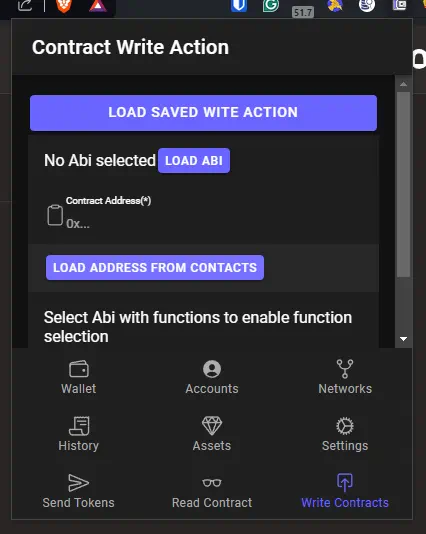 51.7
Contract Write Action
LOAD SAVED WITE ACTION
No Abi selected LOAD ABI
Contract Address(*)
0x...
LOAD ADDRESS FROM CONTACTS
Select Abi with functions to enable function
selection
Wallet Accounts Networks
History Assets Settings
Send Tokens Read Contract Write Contracts